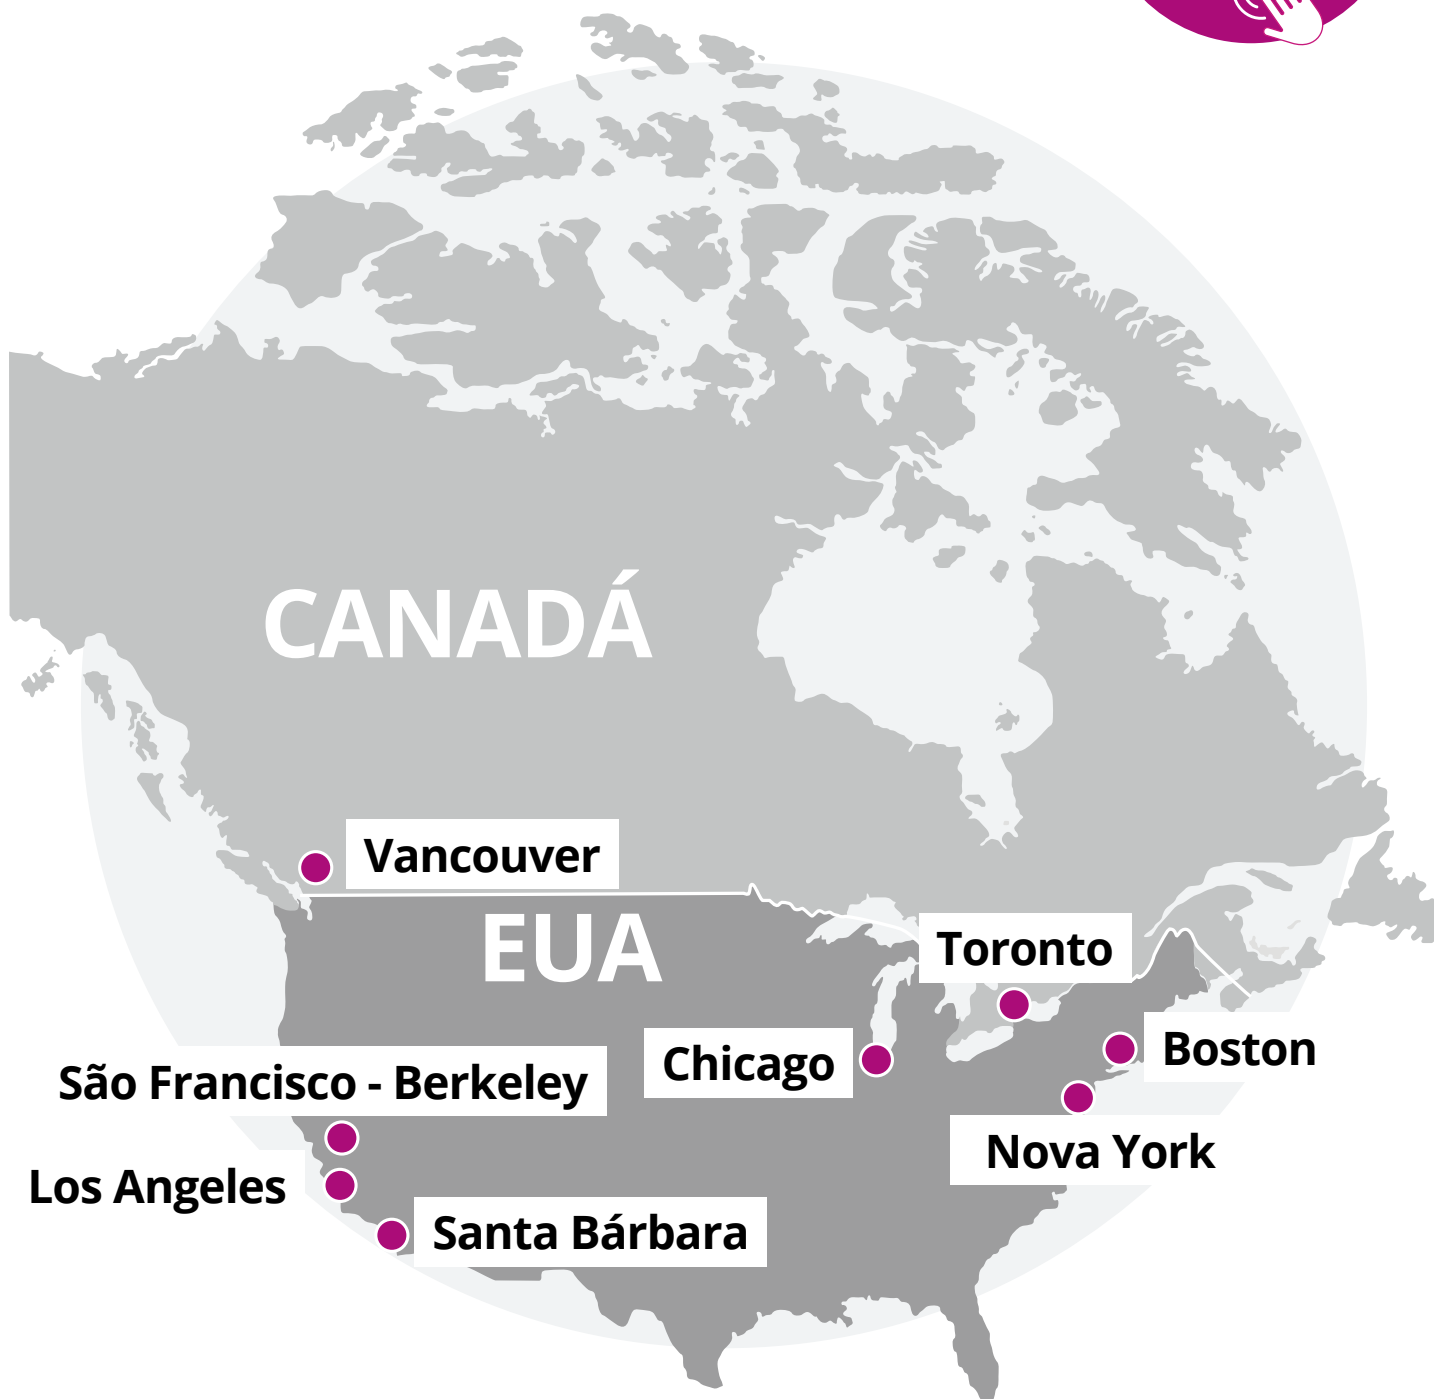 CANADÁ
Vancouver
EUA
Toronto
Boston
Chicago
São Francisco - Berkeley
Nova York
Los Angeles
Santa Bárbara